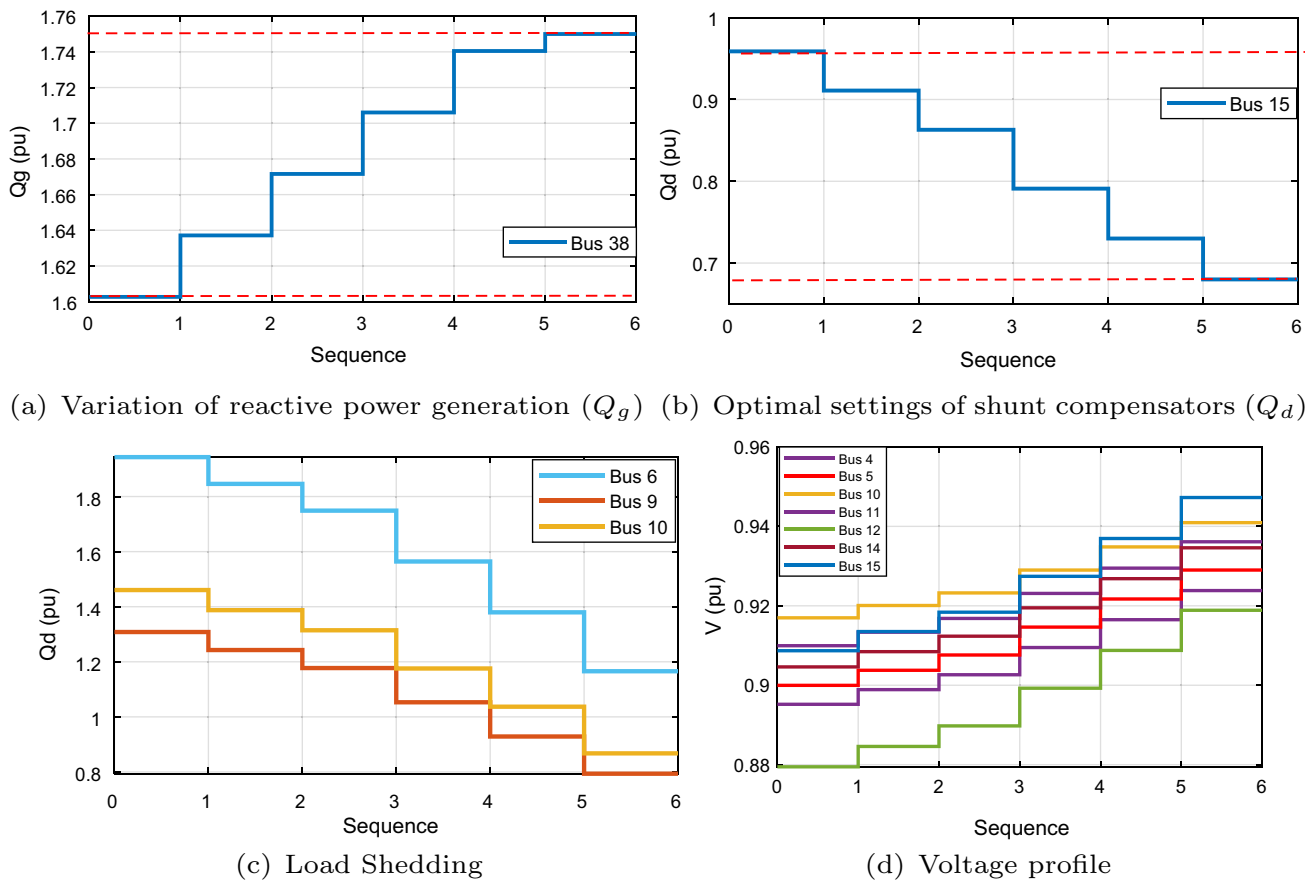 1.76
1.74
1.72
1.7
1.68
1.66
1.64
1.62
1.6
Qg (pu)
Bus 38
0 1 2 3 4 5 6
Sequence
1
0.9
0.8
0.7
Qd (pu)
Bus 15
0 1 2 3 4 5 6
Sequence
(a) Variation of reactive power generation (Qg) (b) Optimal settings of shunt compensators (Qd)
1.8
1.6
1.4
1.2
1
0.8
Qd (pu)
Bus 6
Bus 9
Bus 10
0 1 2 3 4 5 6
Sequence
(c) Load Shedding
0.96
0.94
0.92
0.9
0.88
V (pu)
Bus 4
Bus 5
Bus 10
Bus 11
Bus 12
Bus 14
Bus 15
0 1 2 3 4 5 6
Sequence
(d) Voltage profile